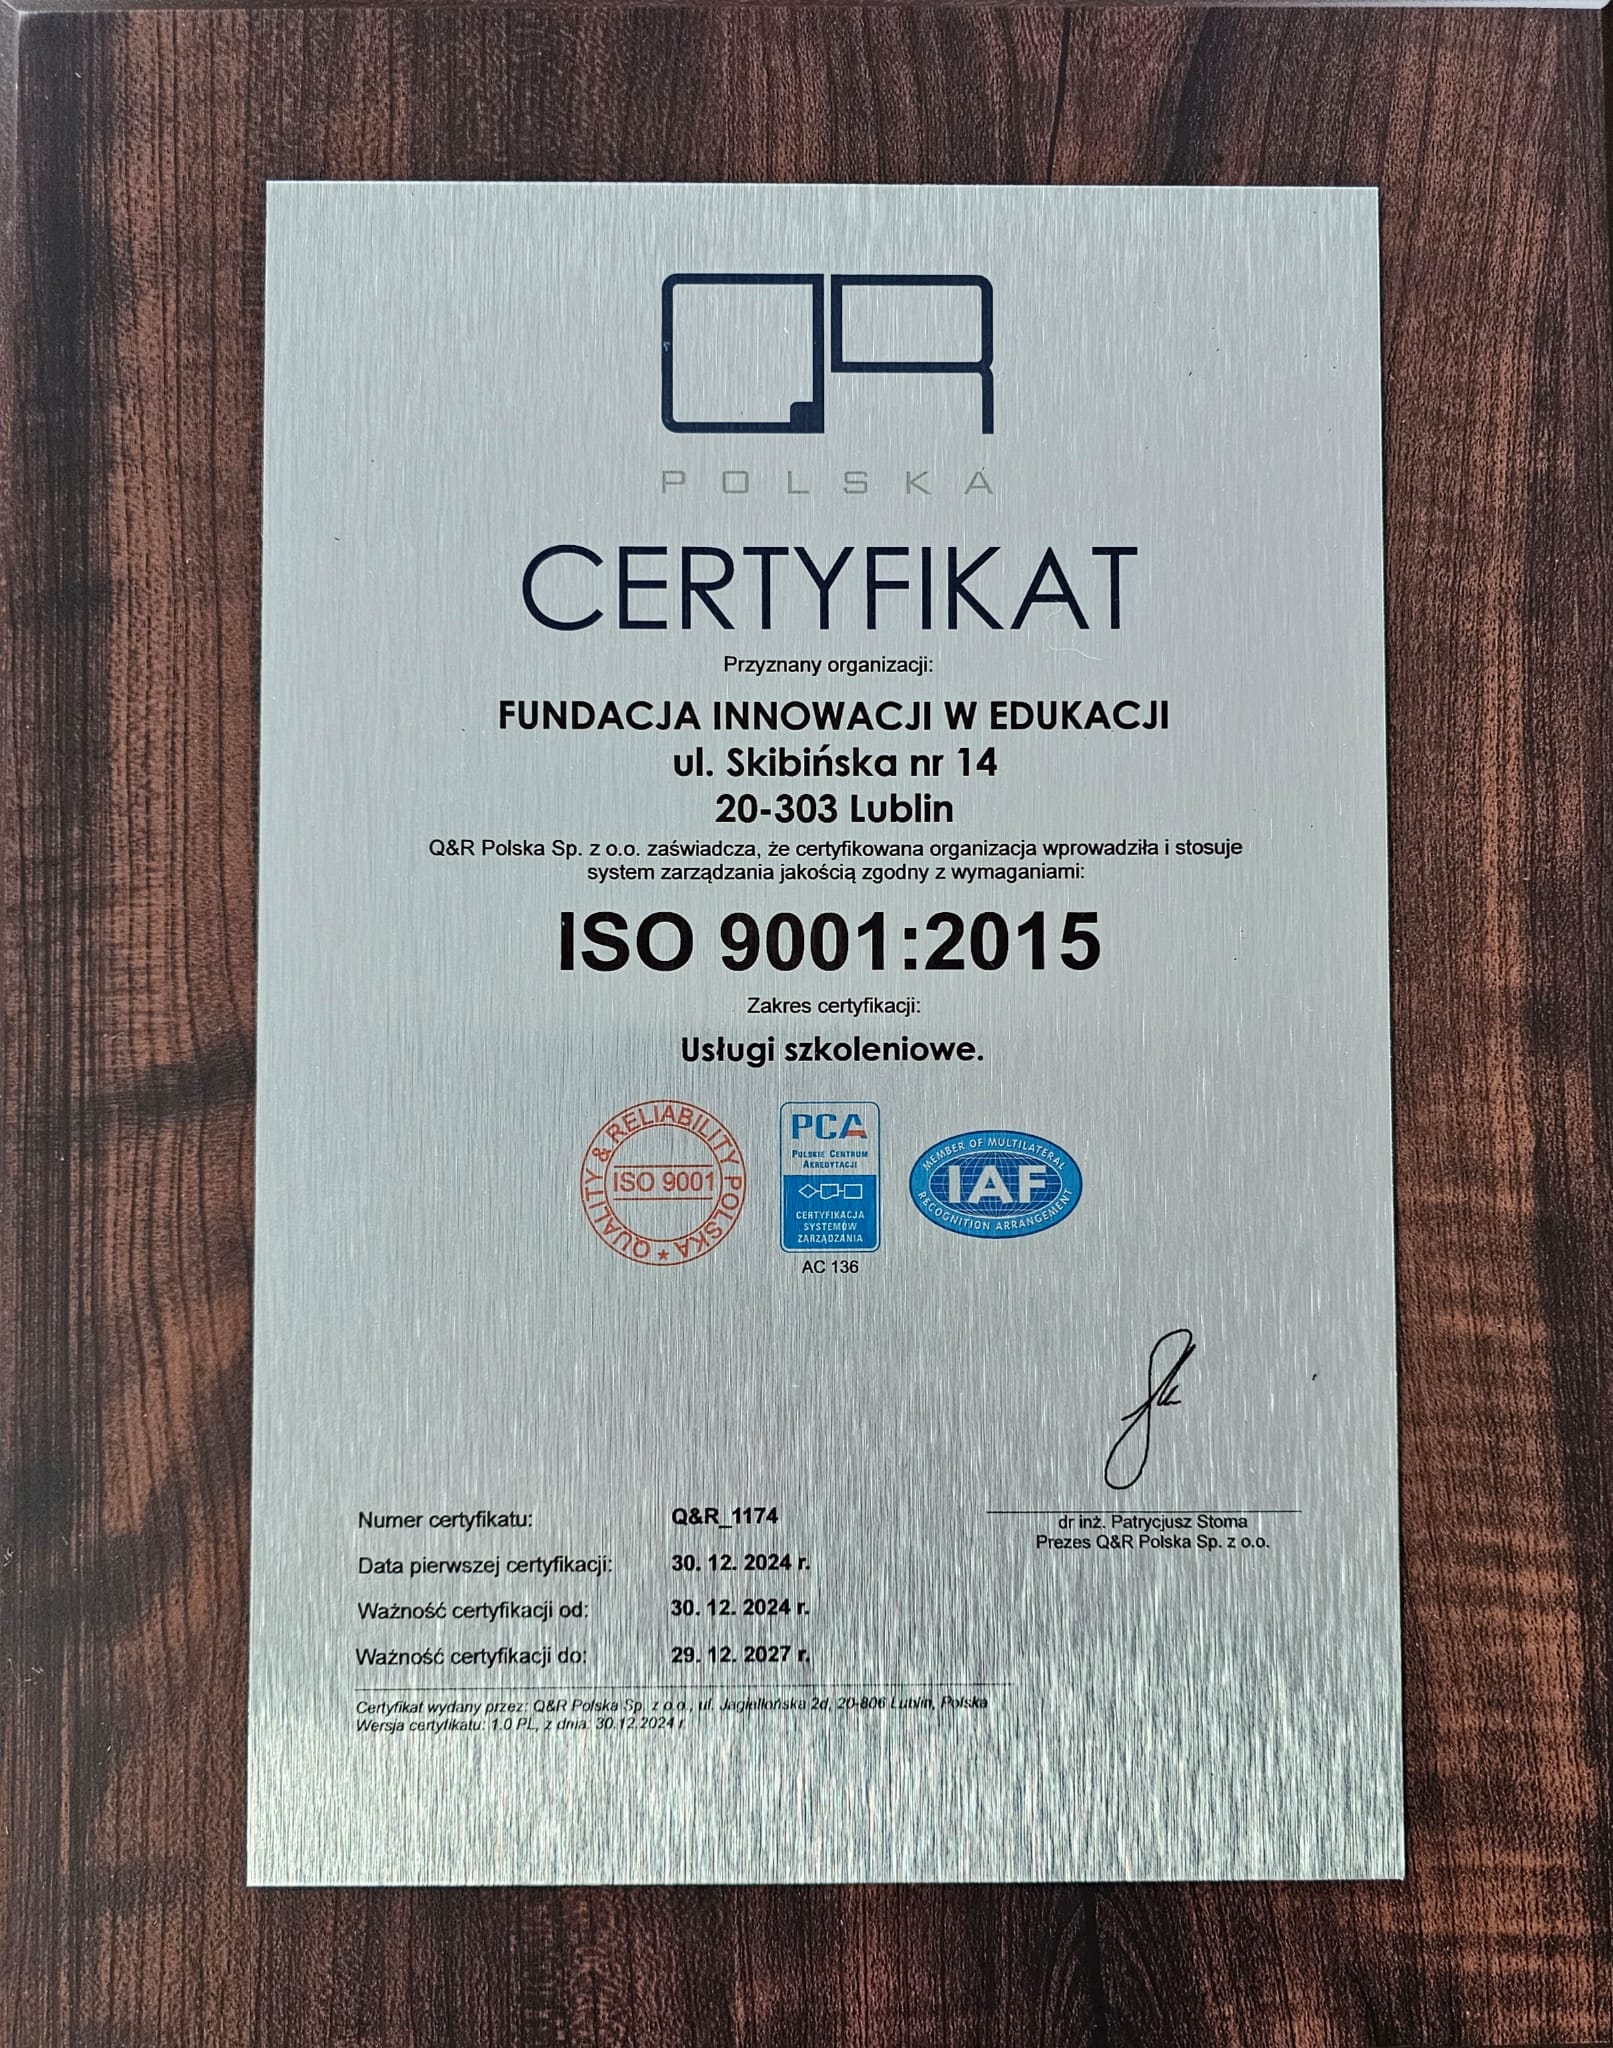 QR
POLSKA
CERTYFIKAT
Przyznany organizacji:
FUNDACJA INNOWACJI W EDUKACJI
ul. Skibińska nr 14
20-303 Lublin
Q&R Polska Sp. z o.o. zaświadcza, że certyfikowana organizacja wprowadziła i stosuje
system zarządzania jakością zgodny z wymaganiami:
ISO 9001:2015
Zakres certyfikacji:
Usługi szkoleniowe.
QUALITY & RELIABILITY POLSKA ★
ISO 9001
PCA
POLSKIE CENTRUM
AKREDYTACJI
CERTYFIKACJA
SYSTEMÓW
ZARZĄDZANIA
AC 136
MEMBER OF MULTILATERAL
IAF
RECOGNITION ARRANGEMENT
Numer certyfikatu: Q&R_1174
Data pierwszej certyfikacji: 30. 12. 2024 r.
Ważność certyfikacji od: 30. 12. 2024 r.
Ważność certyfikacji do: 29. 12. 2027 r.
dr inż. Patrycjusz Stoma
Prezes Q&R Polska Sp. z o.o.
Certyfikat wydany przez: Q&R Polska Sp. z o.o., ul. Jagiellońska 2d, 20-806 Lublin, Polska
Wersja certyfikatu: 1.0 PL, z dnia: 30.12.2024 r.